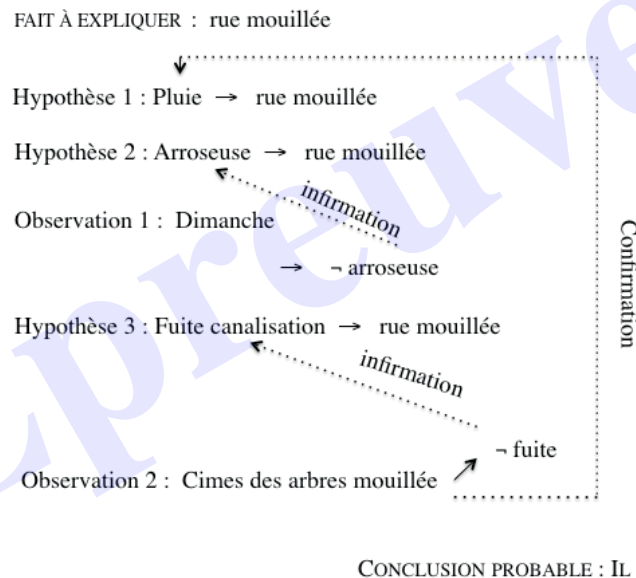 FAIT À EXPLIQUER : rue mouillée
Hypothèse 1 : Pluie → rue mouillée
Hypothèse 2 : Arroseuse → rue mouillée
infirmation
Observation 1 : Dimanche
→ ¬ arroseuse
Confirmation
Hypothèse 3 : Fuite canalisation → rue mouillée
infirmation
¬ fuite
Observation 2 : Cimes des arbres mouillée
CONCLUSION PROBABLE : IL
Epreuve